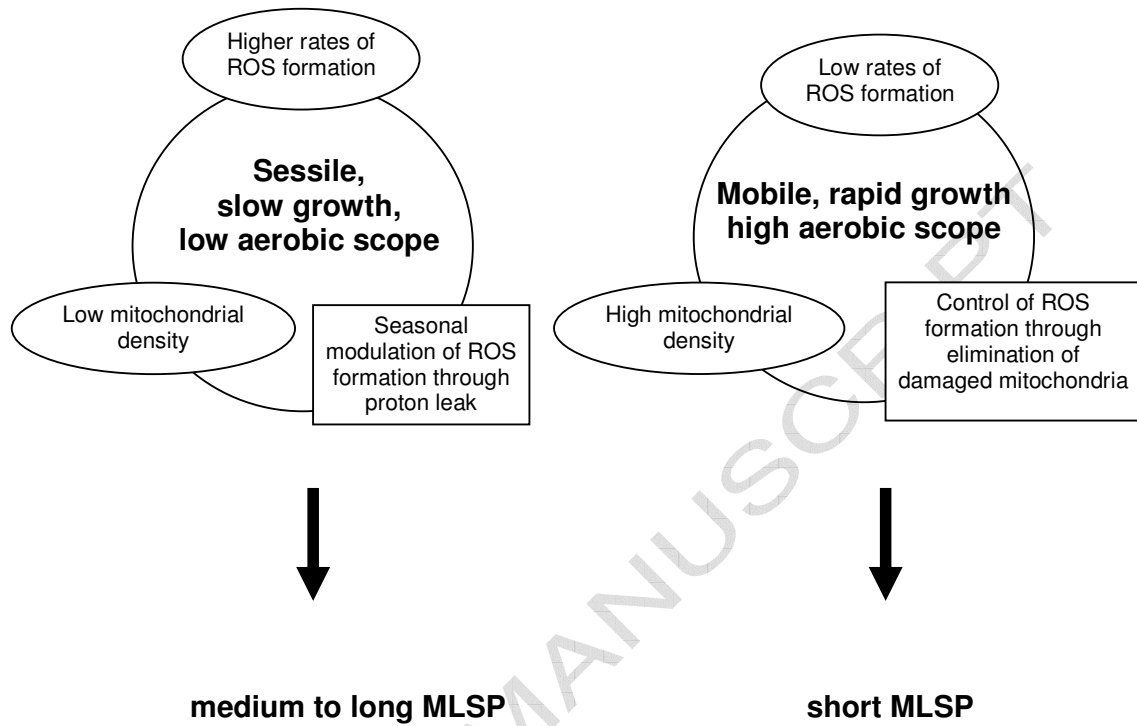 Higher rates of
ROS formation
Sessile,
slow growth,
low aerobic scope
Low mitochondrial
density
Seasonal
modulation of ROS
formation through
proton leak
medium to long MLSP
Low rates of
ROS formation
Mobile, rapid growth
high aerobic scope
High mitochondrial
density
Control of ROS
formation through
elimination of
damaged mitochondria
short MLSP
MANUSCRIPT